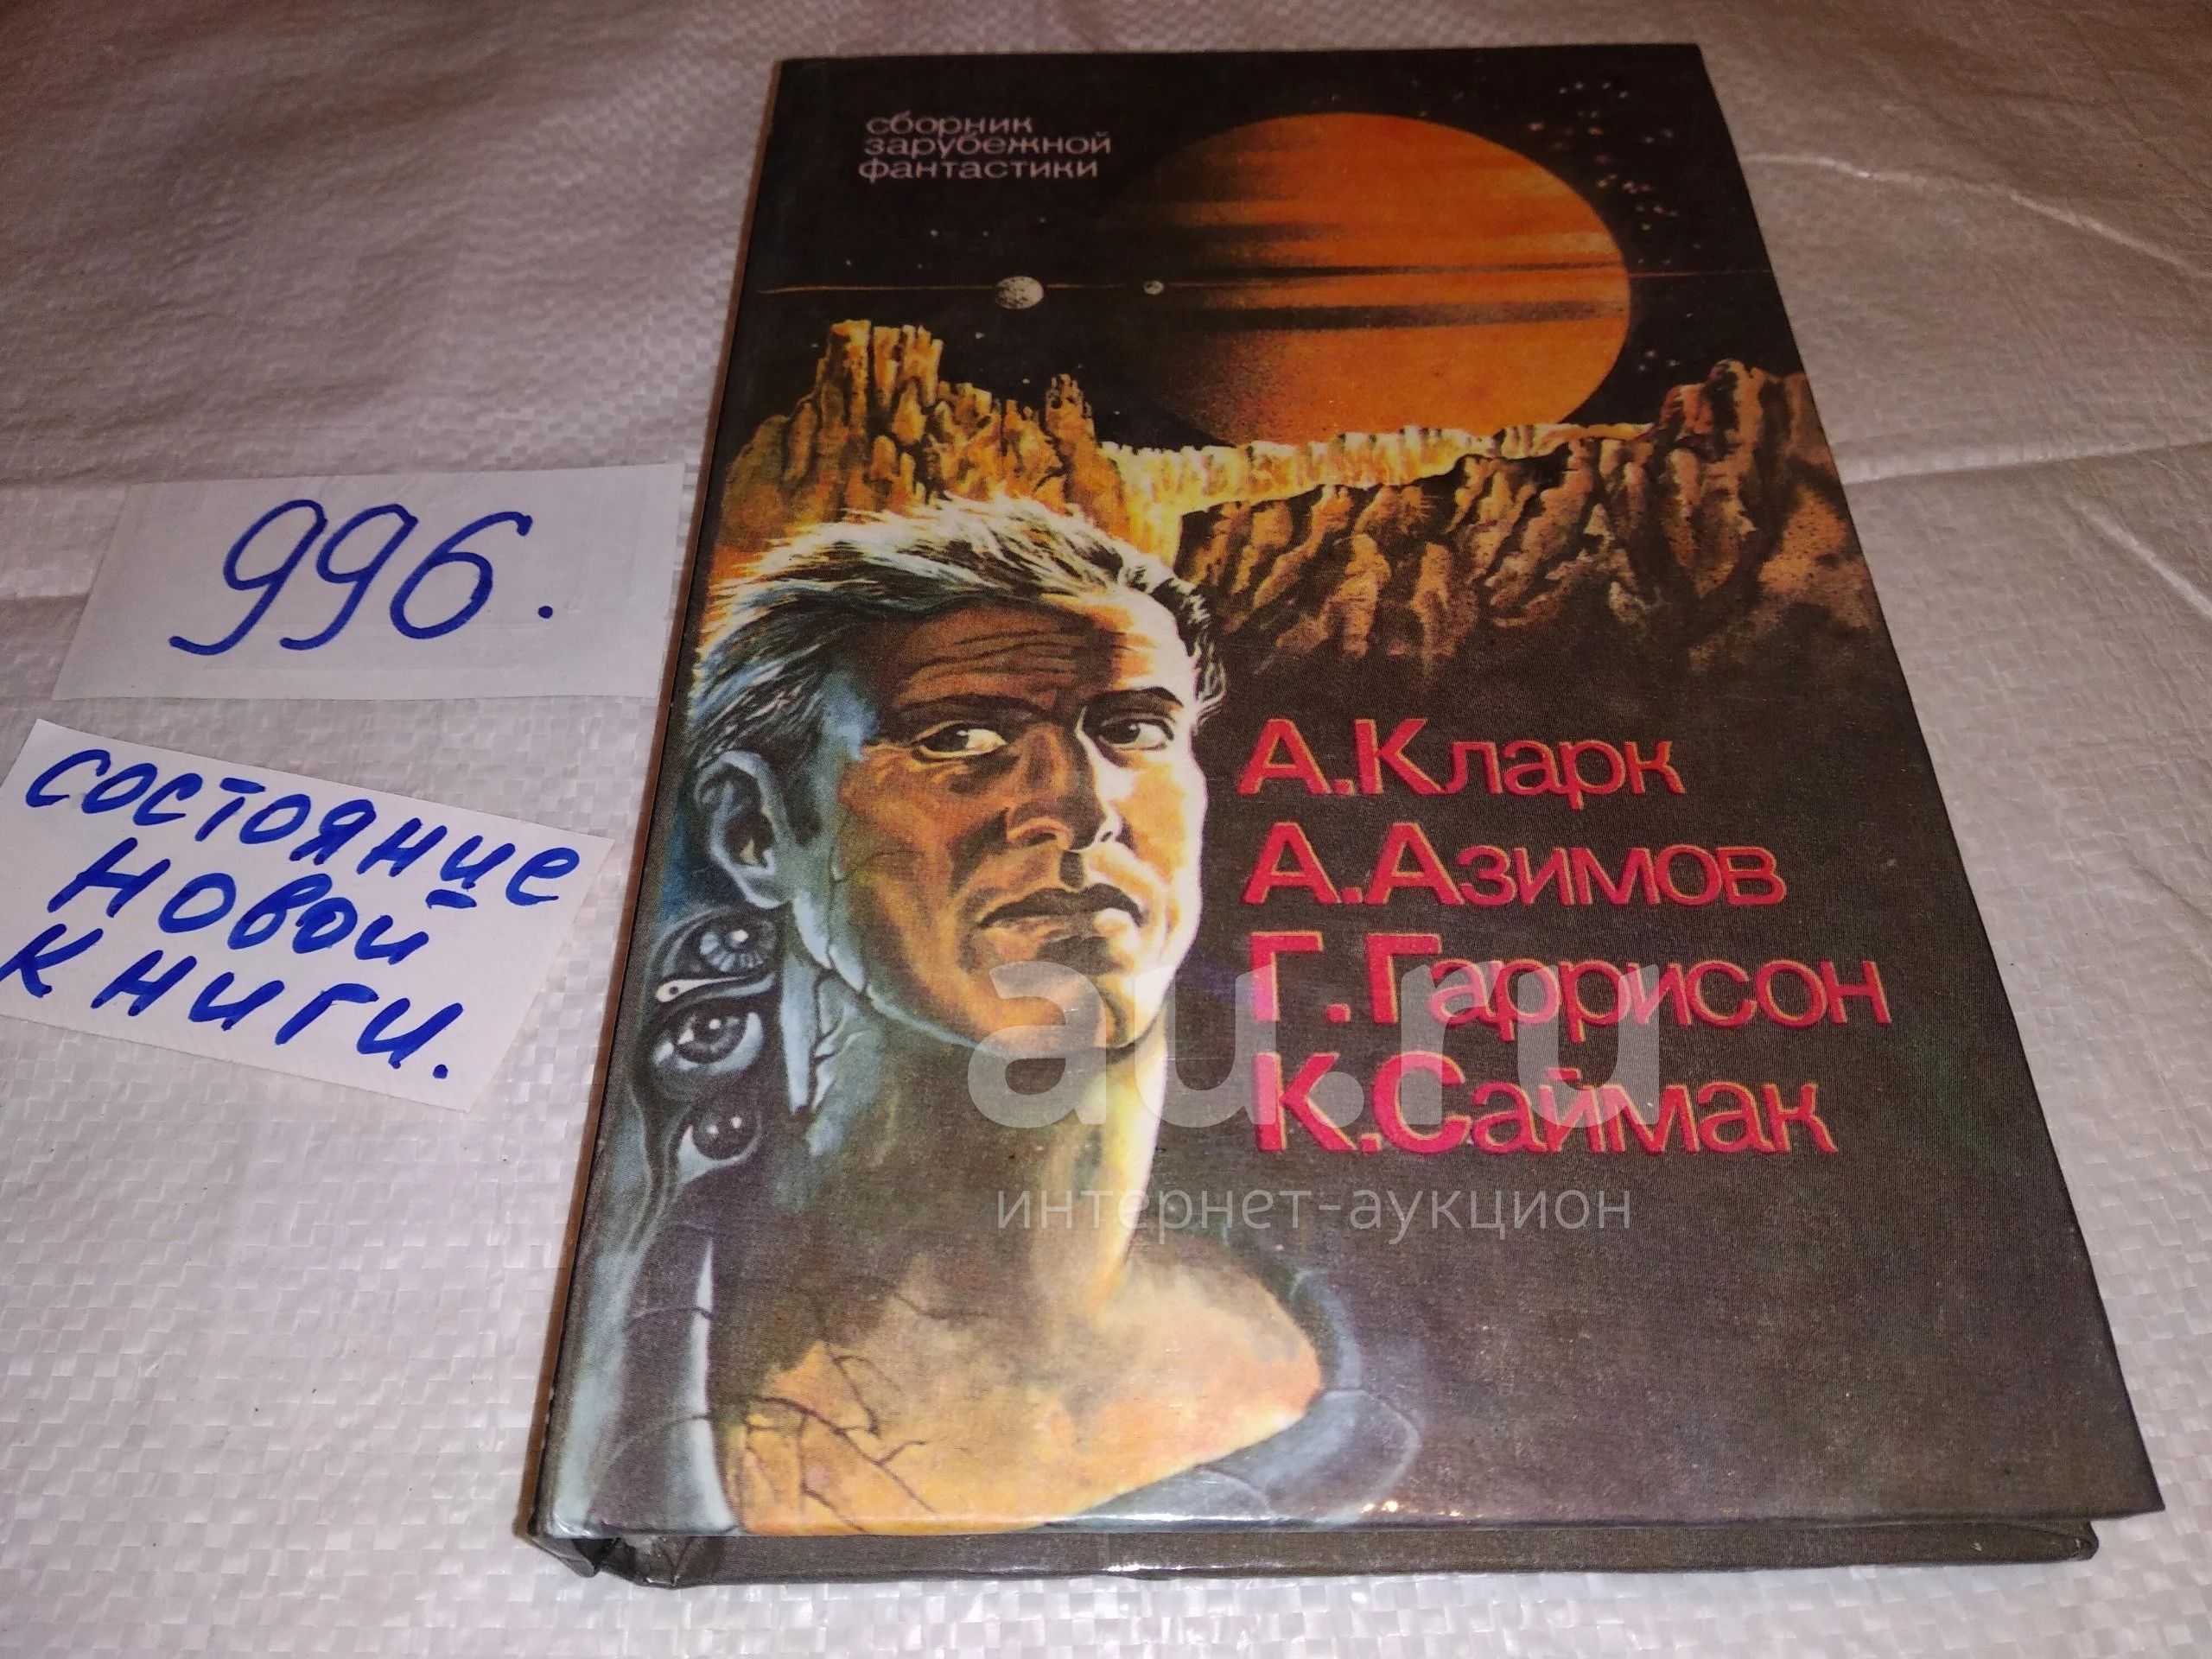 сборник
зарубежной
фантастики
996.
состояние
новой
книги.
А.Кларк
А.Азимов
Г.Гаррисон
К.Саймак
au.ru
интернет-аукцион